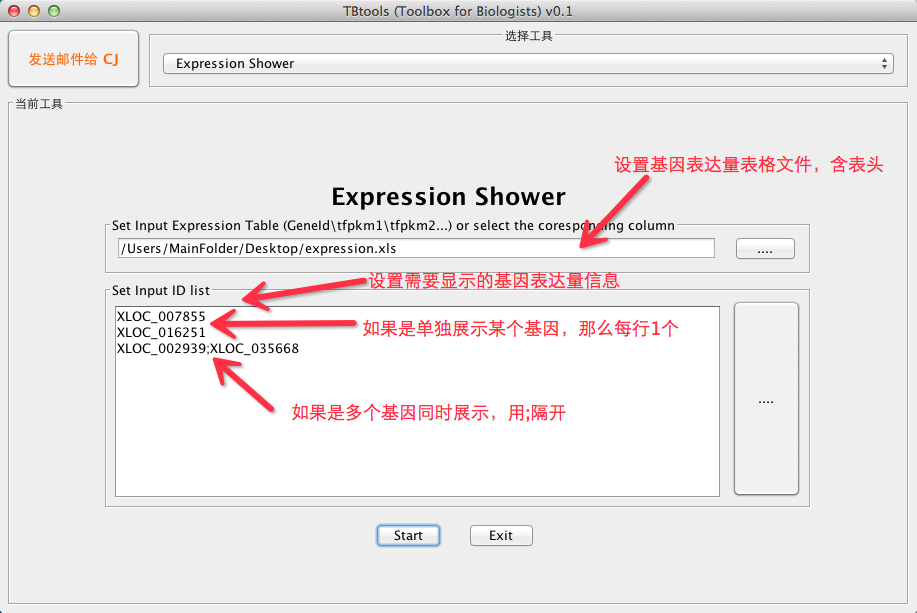 TBtools (Toolbox for Biologists) v0.1
发送邮件给 CJ
选择工具
Expression Shower
当前工具
设置基因表达量表格文件，含表头
Expression Shower
Set Input Expression Table (GeneId\tfpkm1\tfpkm2...) or select the coresponding column
/Users/MainFolder/Desktop/expression.xls
....
设置需要显示的基因表达量信息
Set Input ID list
XLOC_007855
XLOC_016251
XLOC_002939;XLOC_035668
如果是单独展示某个基因，那么每行1个
如果是多个基因同时展示，用;隔开
....
Start
Exit